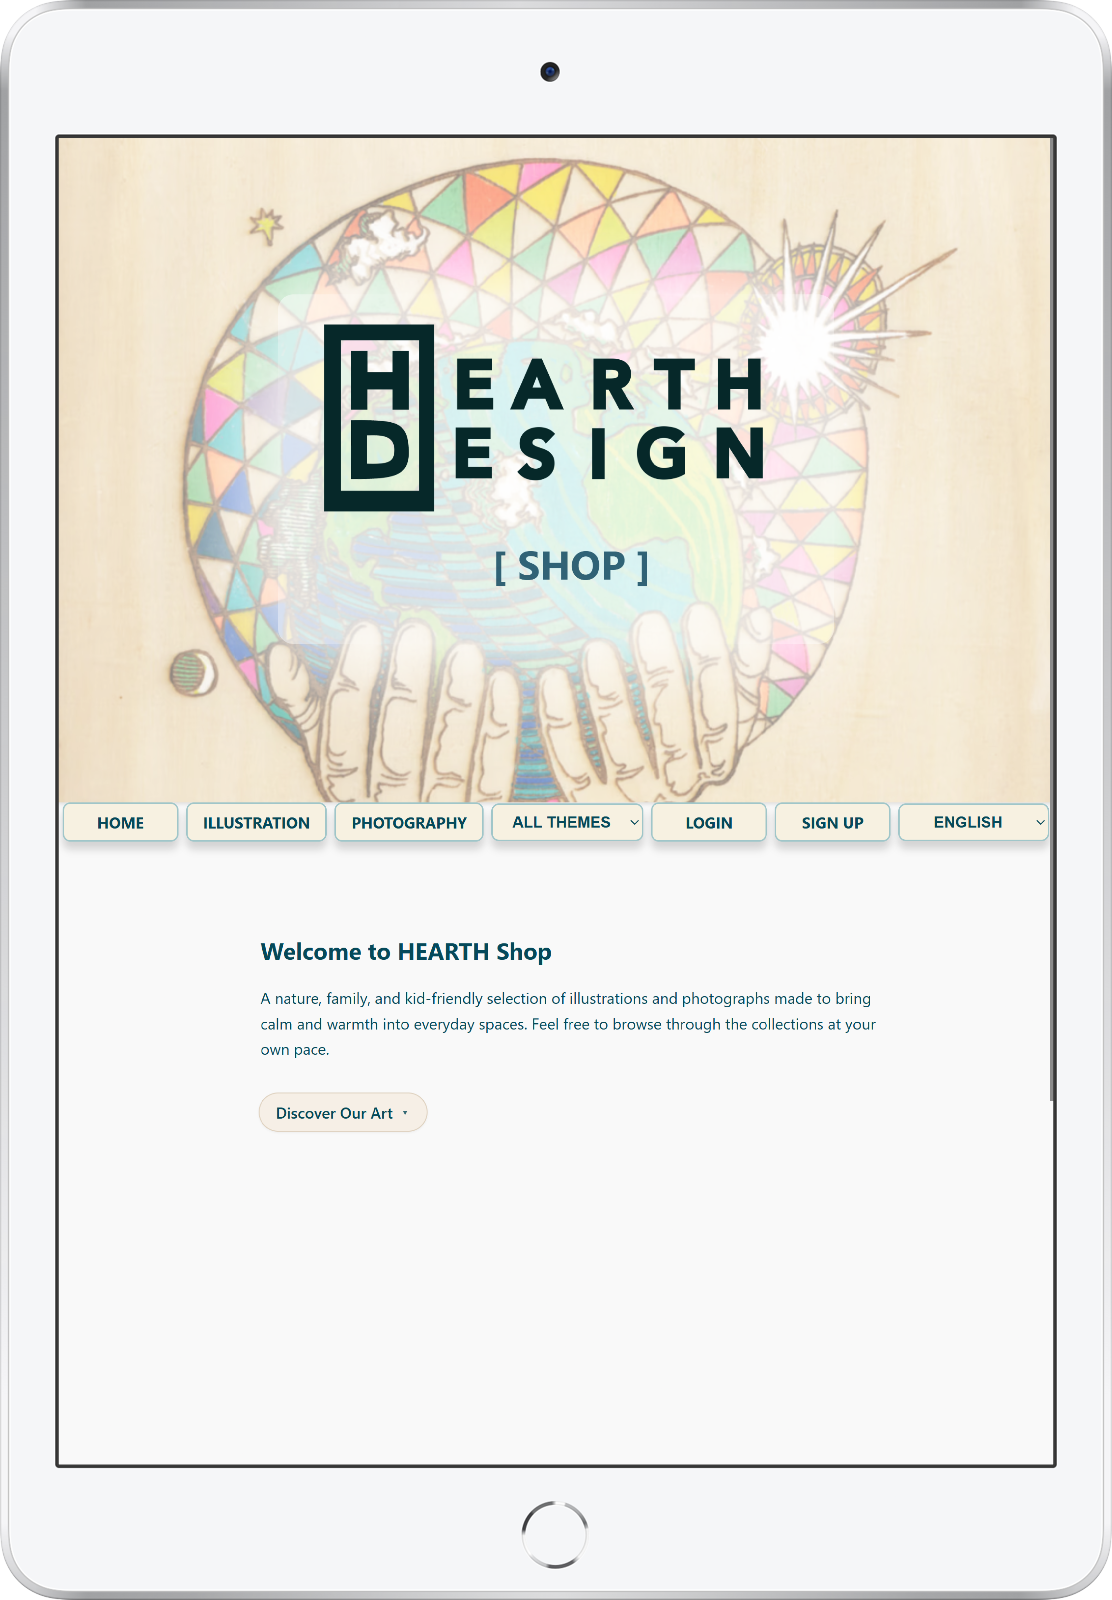 HEARTH
DESIGN
[ SHOP ]
HOME ILLUSTRATION PHOTOGRAPHY ALL THEMES LOGIN SIGN UP ENGLISH
Welcome to HEARTH Shop
A nature, family, and kid-friendly selection of illustrations and photographs made to bring
calm and warmth into everyday spaces. Feel free to browse through the collections at your
own pace.
Discover Our Art